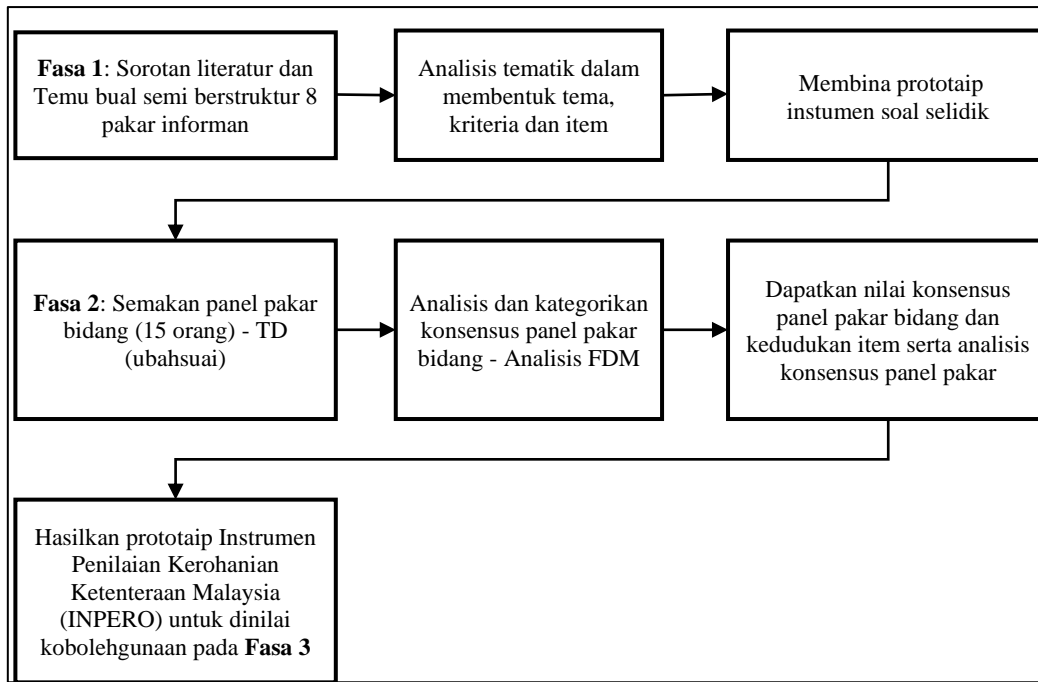 Fasa 1: Sorotan literatur dan
Temu bual semi berstruktur 8
pakar informan
Analisis tematik dalam
membentuk tema,
kriteria dan item
Membina prototaip
instumen soal selidik
Fasa 2: Semakan panel pakar
bidang (15 orang) - TD
(ubahsuai)
Analisis dan kategorikan
konsensus panel pakar
bidang - Analisis FDM
Dapatkan nilai konsensus
panel pakar bidang dan
kedudukan item serta analisis
konsensus panel pakar
Hasilkan prototaip Instrumen
Penilaian Kerohanian
Ketenteraan Malaysia
(INPERO) untuk dinilai
kobolehgunaan pada Fasa 3